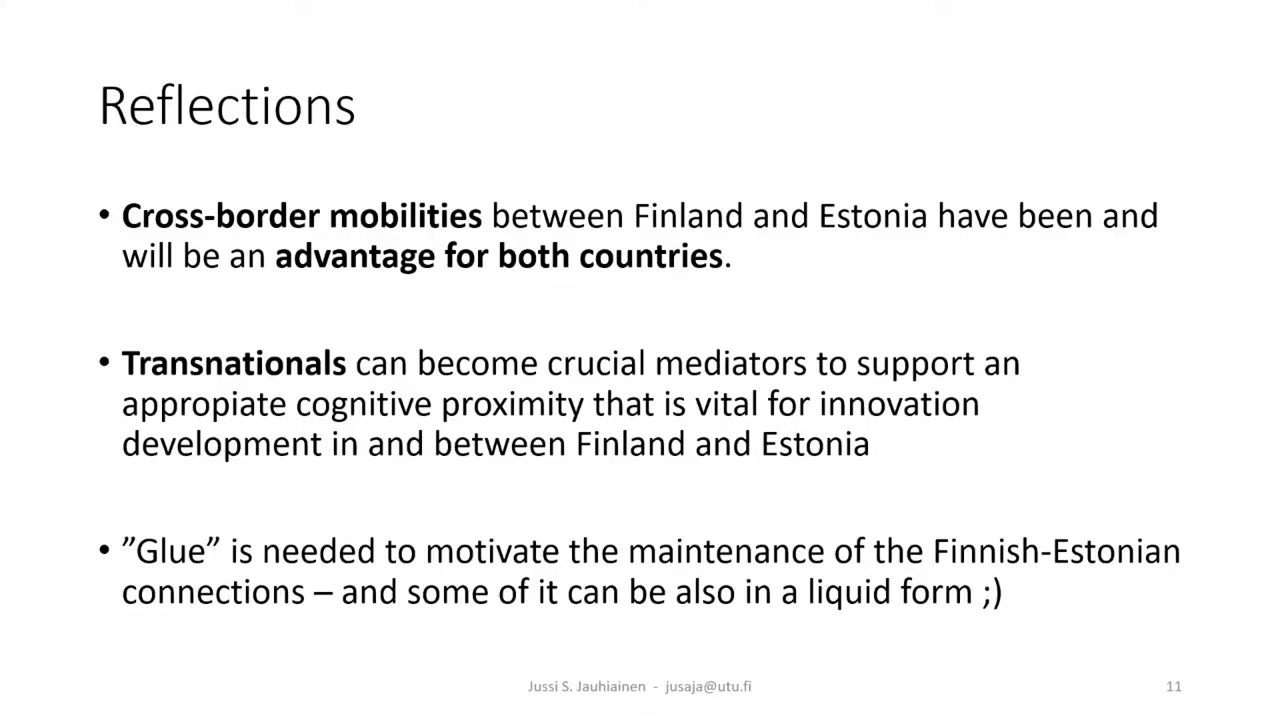 Reflections
• Cross-border mobilities between Finland and Estonia have been and
will be an advantage for both countries.
• Transnationals can become crucial mediators to support an
appropiate cognitive proximity that is vital for innovation
development in and between Finland and Estonia
• ”Glue” is needed to motivate the maintenance of the Finnish-Estonian
connections – and some of it can be also in a liquid form ;)
Jussi S. Jauhiainen - jusaja@utu.fi
11